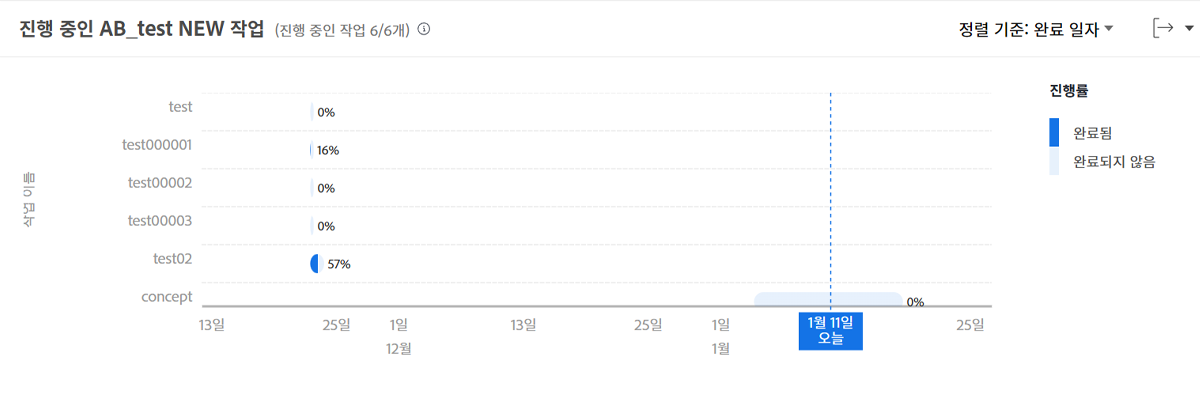 진행 중인 AB_test NEW 작업 (진행 중인 작업 6/6개)
정렬 기준: 완료 일자
진행률
완료됨
완료되지 않음
작업 이름
test 0%
test000001 16%
test00002 0%
test00003 0%
test02 57%
concept 0%
13일 25일 1일 13일 25일 1일 1월 11일 25일
오늘
12월 1월